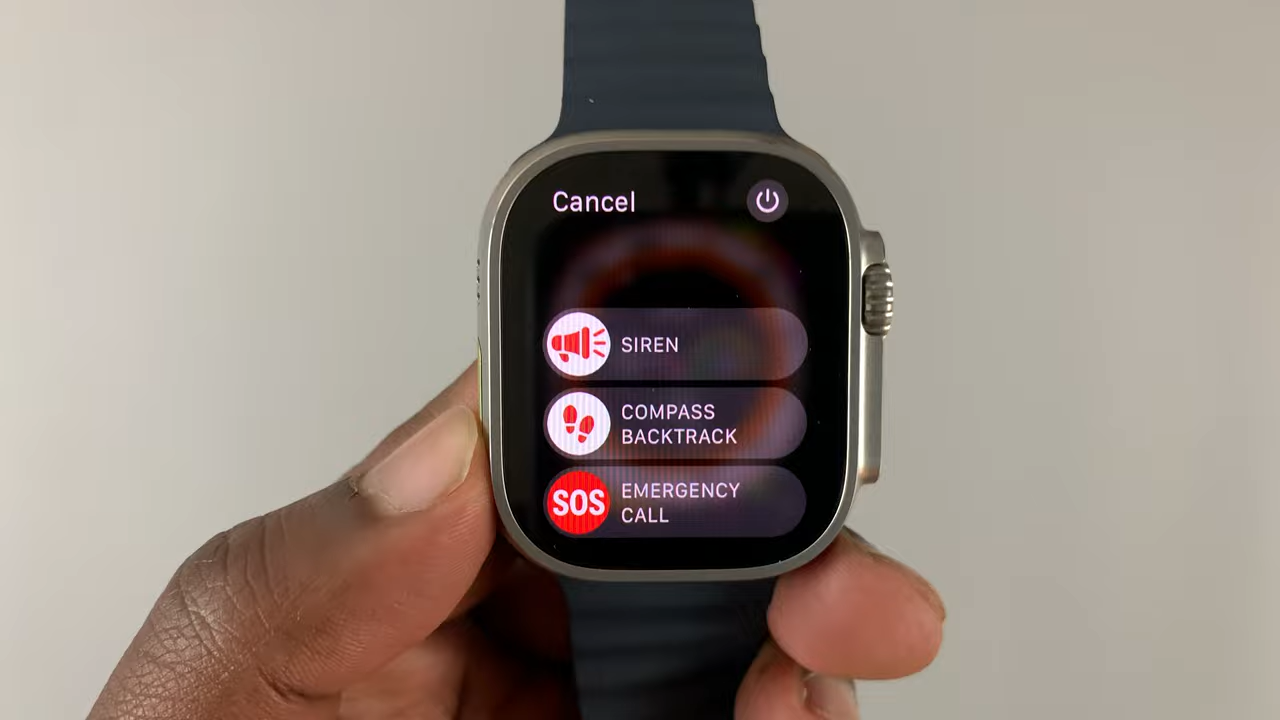 Cancel
SIREN
COMPASS
BACKTRACK
SOS
EMERGENCY
CALL